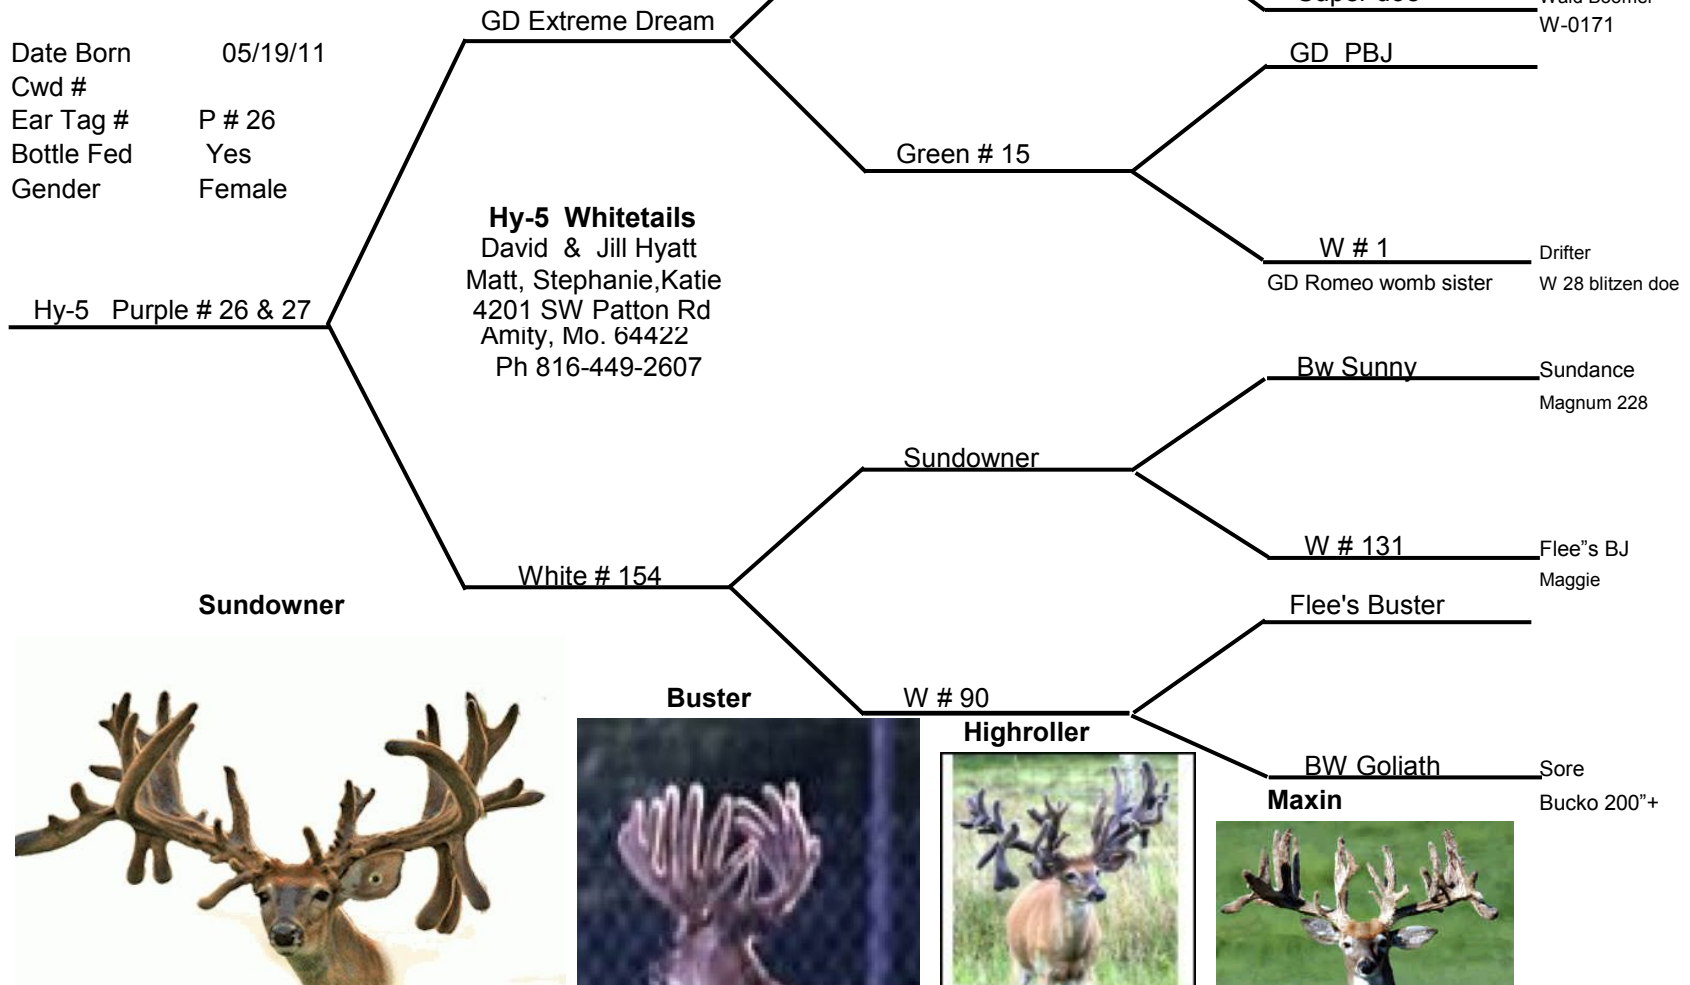 GD Extreme Dream
W-0171
Date Born 05/19/11
GD PBJ
Cwd #
Ear Tag # P # 26
Bottle Fed Yes
Green # 15
Gender Female
Hy-5 Whitetails
David & Jill Hyatt
W # 1
Drifter
Matt, Stephanie,Katie
GD Romeo womb sister
W 28 blitzen doe
4201 SW Patton Rd
Hy-5 Purple # 26 & 27
Amity, Mo. 64422
Ph 816-449-2607
Bw Sunny
Sundance
Magnum 228
Sundowner
W # 131
Flee”s BJ
White # 154
Maggie
Sundowner
Flee's Buster
Buster
W # 90
Highroller
BW Goliath
Sore
Maxin
Bucko 200”+